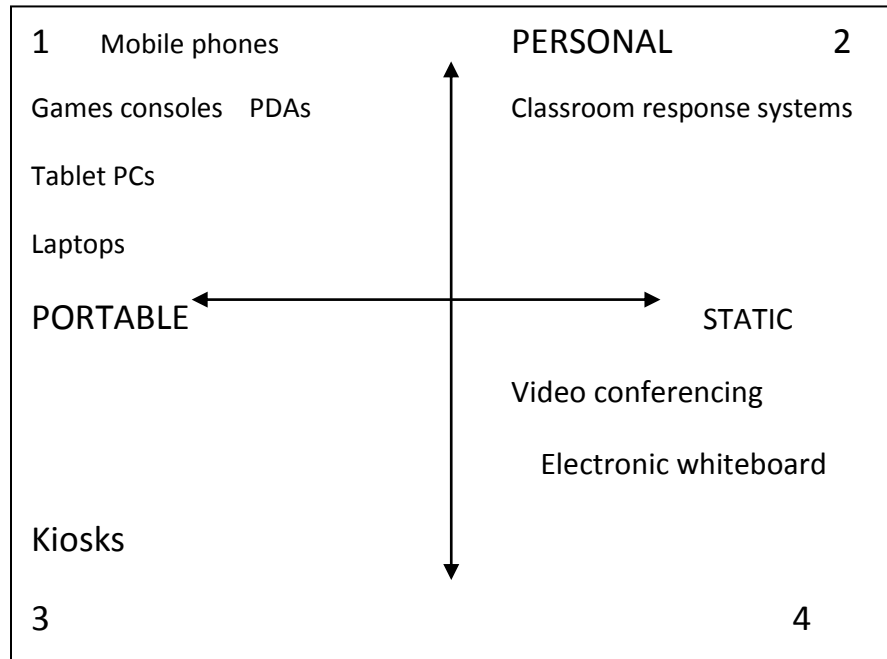 1 Mobile phones PERSONAL 2
Games consoles PDAs Classroom response systems
Tablet PCs
Laptops
PORTABLE STATIC
Video conferencing
Electronic whiteboard
Kiosks
3 4